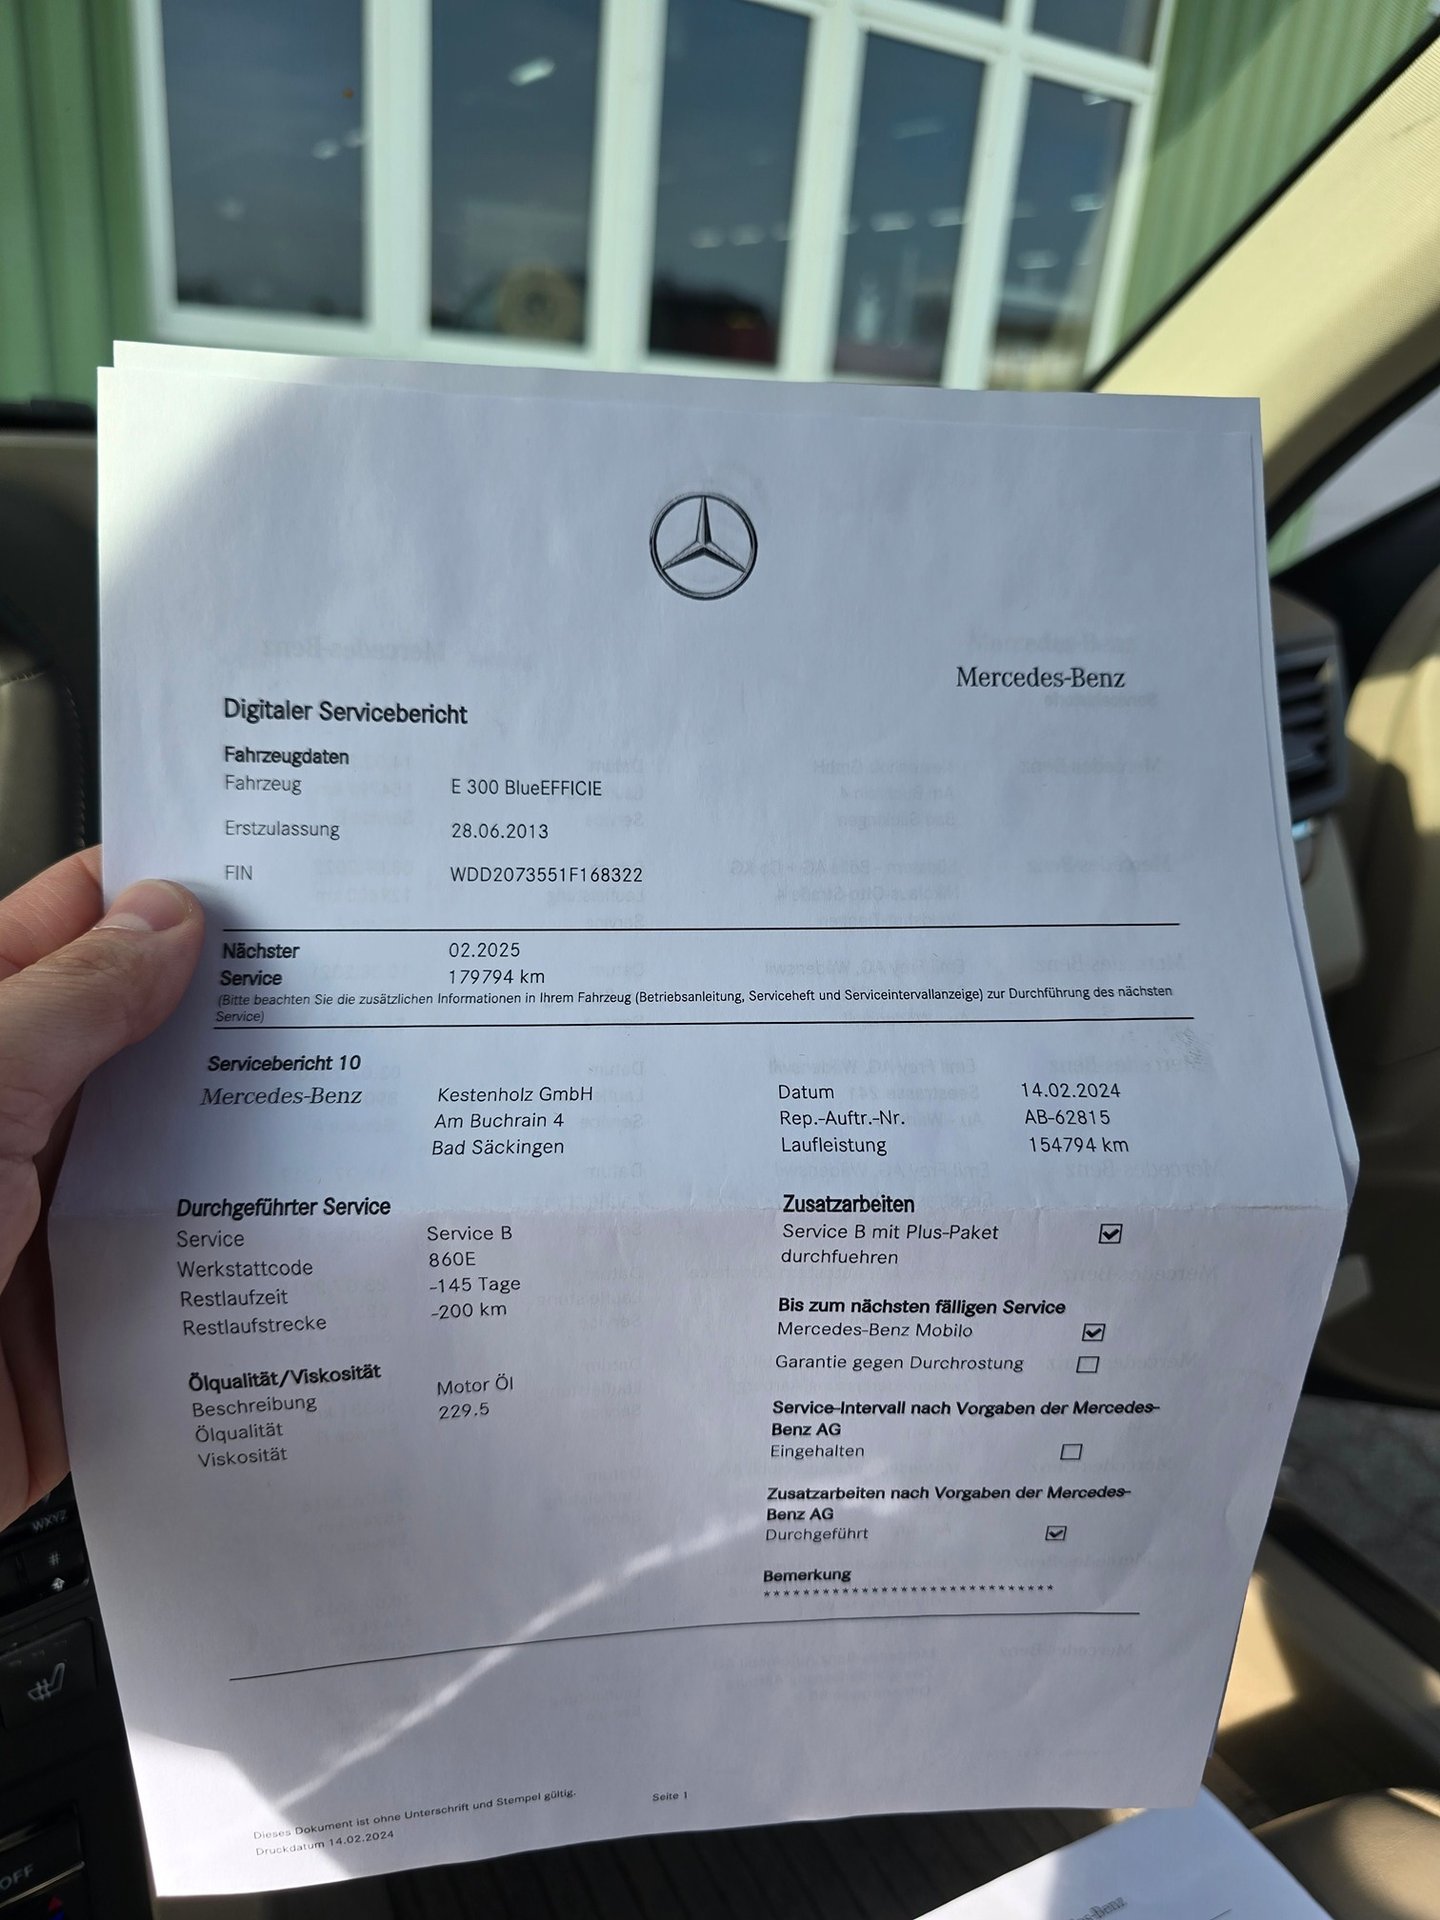 Mercedes-Benz
Digitaler Servicebericht
Fahrzeugdaten
Fahrzeug E 300 BlueEFFICIE
Erstzulassung 28.06.2013
FIN WDD2073551F168322
Nächster 02.2025
Service 179794 km
(Bitte beachten Sie die zusätzlichen Informationen in Ihrem Fahrzeug (Betriebsanleitung, Serviceheft und Serviceintervallanzeige) zur Durchführung des nächsten
Service)
Servicebericht 10
Mercedes-Benz Kestenholz GmbH Datum 14.02.2024
Am Buchrain 4 Rep.-Auftr.-Nr. AB-62815
Bad Säckingen Laufleistung 154794 km
Durchgeführter Service
Service Service B
Werkstattcode 860E
Restlaufzeit -145 Tage
Restlaufstrecke -200 km
Ölqualität/Viskosität
Beschreibung Motor Öl
Ölqualität 229.5
Viskosität
Zusatzarbeiten
Service B mit Plus-Paket
durchfuehren
Bis zum nächsten fälligen Service
Mercedes-Benz Mobilo
Garantie gegen Durchrostung
Service-Intervall nach Vorgaben der Mercedes-
Benz AG
Eingehalten
Zusatzarbeiten nach Vorgaben der Mercedes-
Benz AG
Durchgeführt
Bemerkung
*****************************
Dieses Dokument ist ohne Unterschrift und Stempel gültig. Seite 1
Druckdatum 14.02.2024
WXYZ
#
OFF